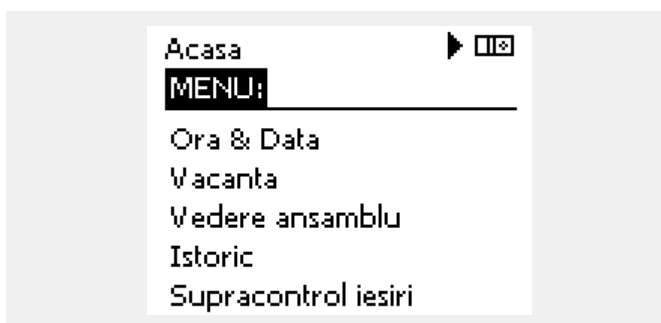 Acasa
MENU:
Ora & Data
Vacanta
Vedere ansamblu
Istoric
Supracontrol iesiri